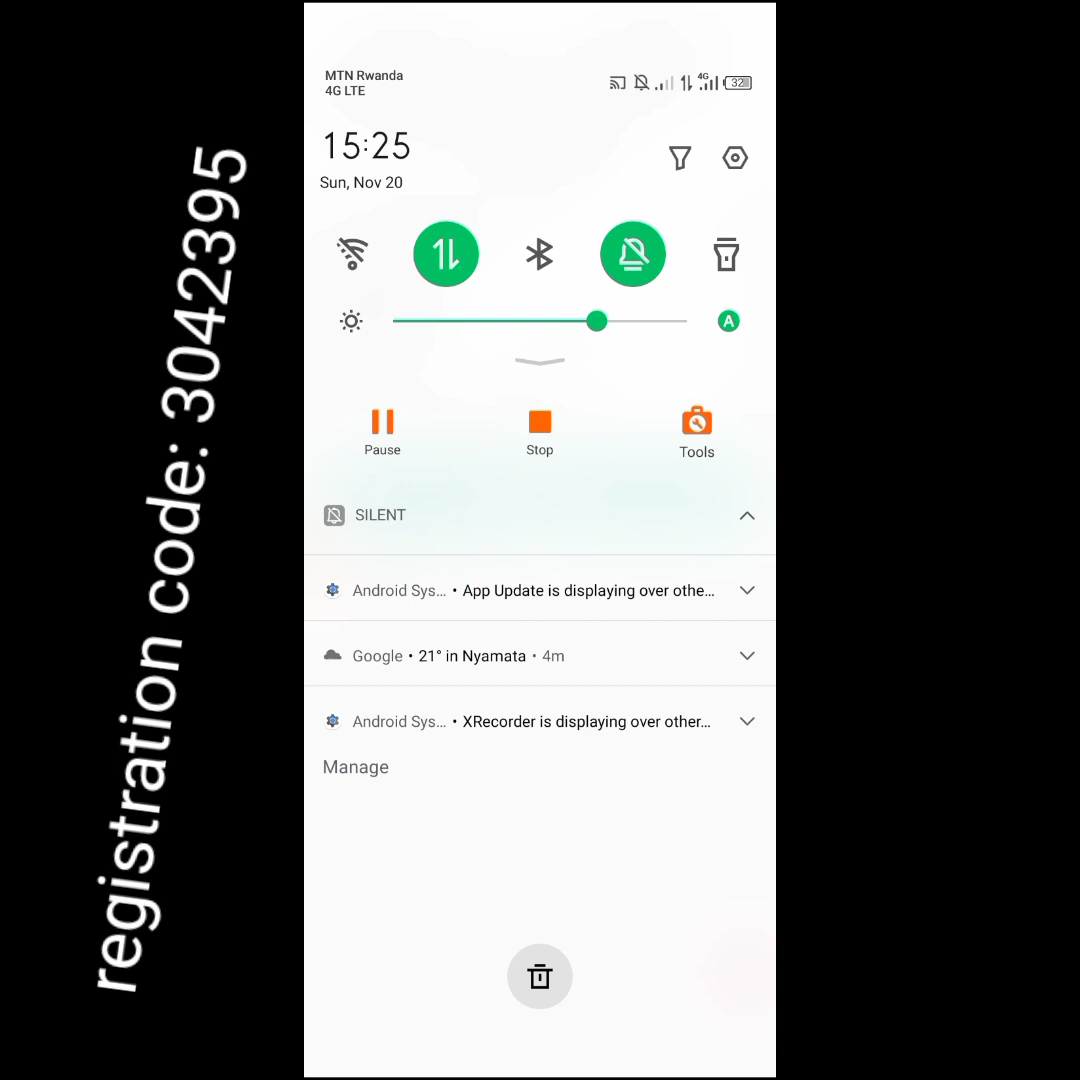 registration code: 3042395
MTN Rwanda
4G LTE
4G
32
15:25
Sun, Nov 20
A
Pause
Stop
Tools
SILENT
Android Sys... • App Update is displaying over othe...
Google • 21° in Nyamata • 4m
Android Sys... • XRecorder is displaying over other...
Manage